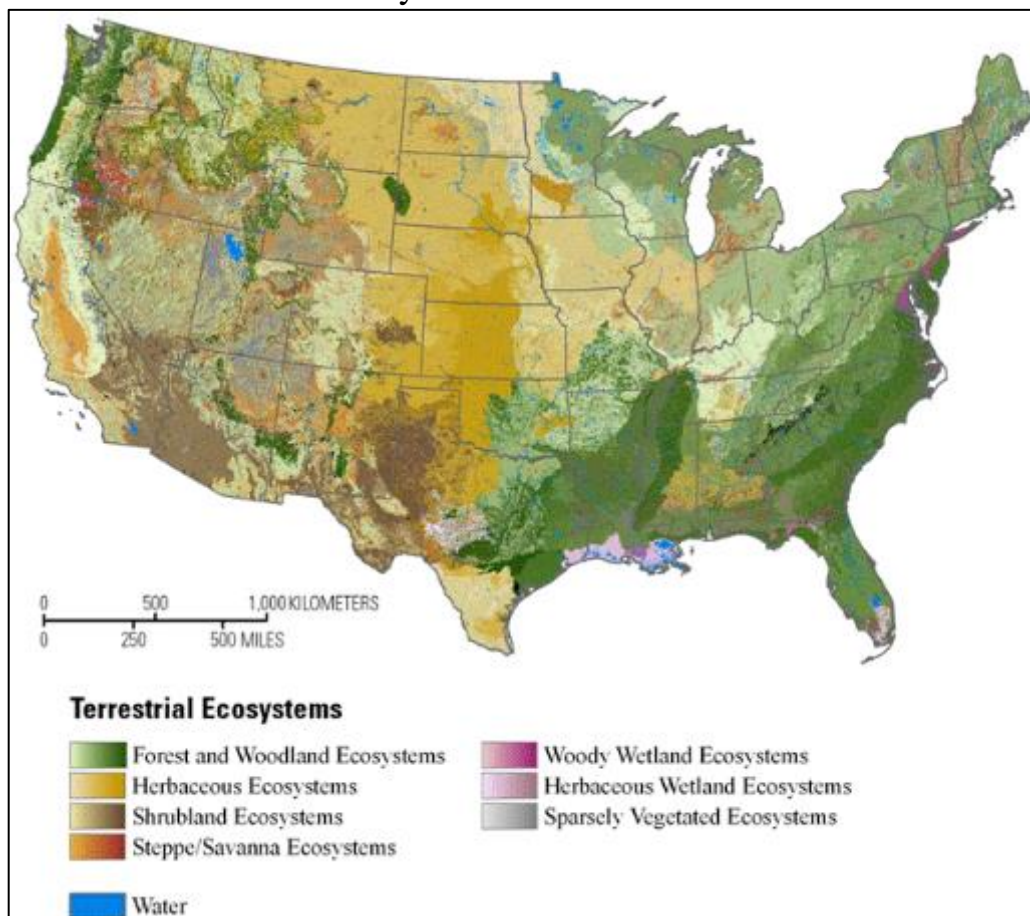 0 500 1,000 KILOMETERS
0 250 500 MILES
Terrestrial Ecosystems
Forest and Woodland Ecosystems
Herbaceous Ecosystems
Shrubland Ecosystems
Steppe/Savanna Ecosystems
Water
Woody Wetland Ecosystems
Herbaceous Wetland Ecosystems
Sparsely Vegetated Ecosystems